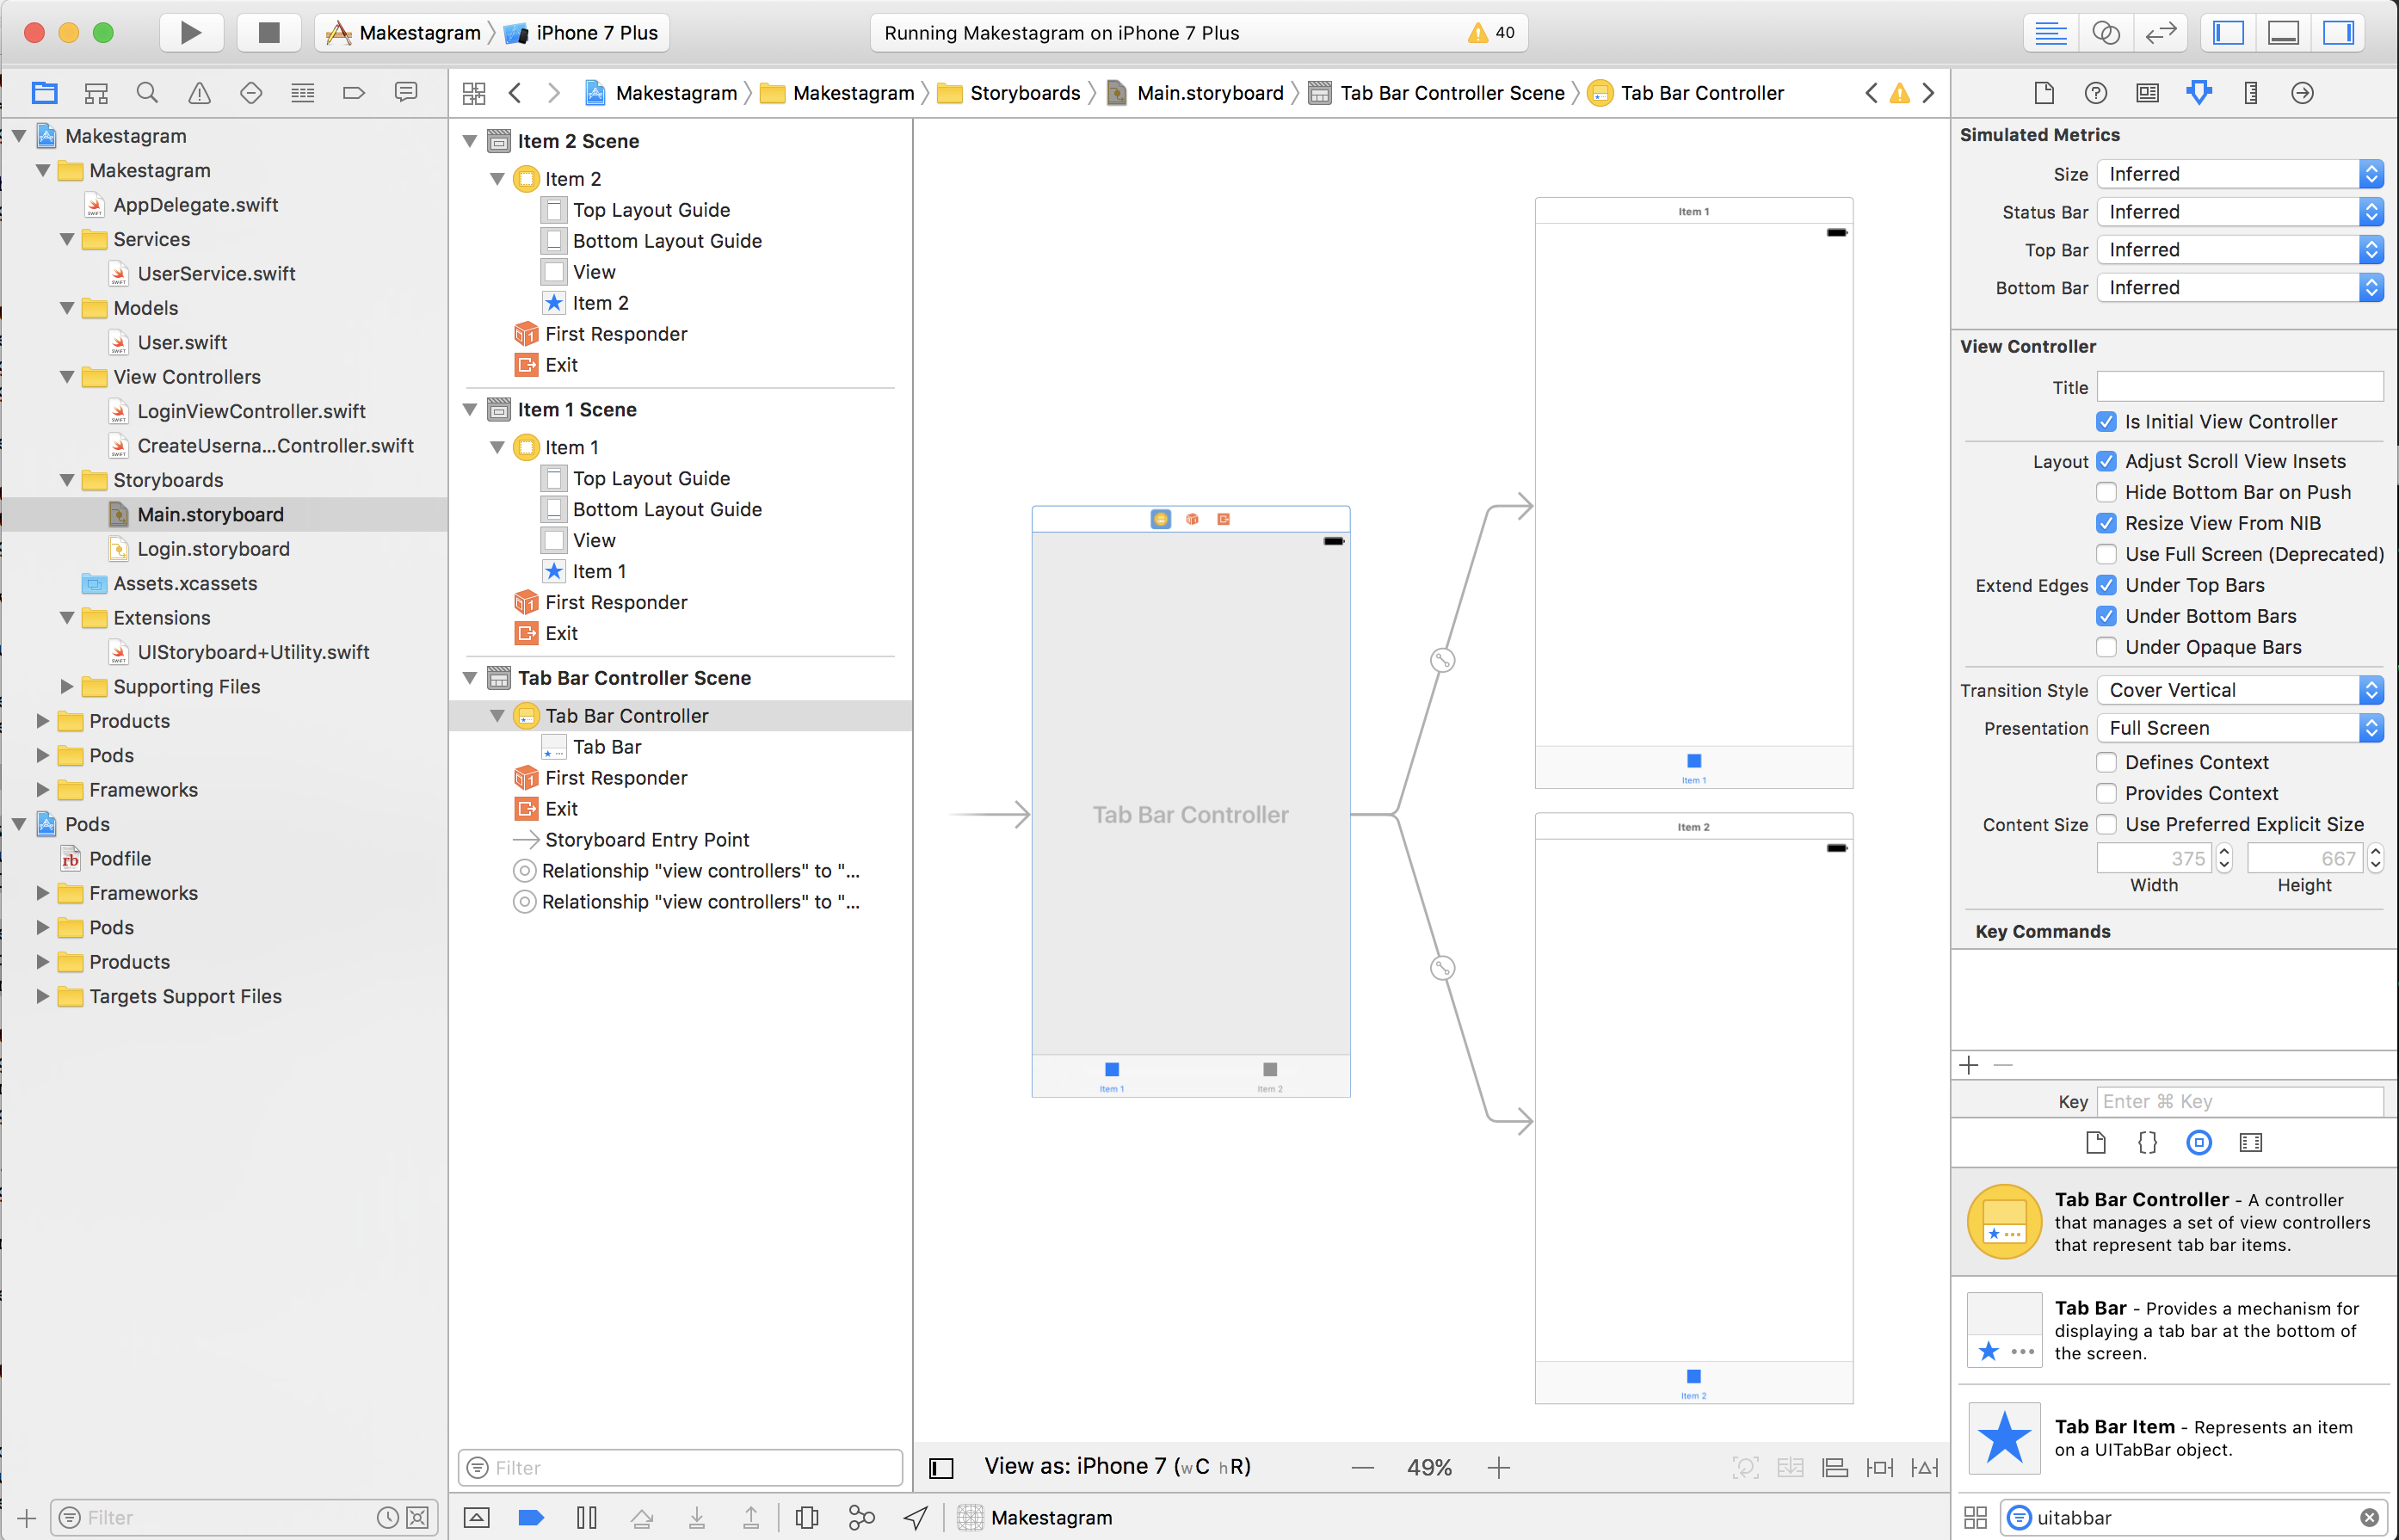 Makestagram
iPhone 7 Plus
Running Makestagram on iPhone 7 Plus
40
Makestagram
Makestagram
Storyboards
Main.storyboard
Tab Bar Controller Scene
Tab Bar Controller
Makestagram
Makestagram
AppDelegate.swift
Services
UserService.swift
Models
User.swift
View Controllers
LoginViewController.swift
CreateUserna...Controller.swift
Storyboards
Main.storyboard
Login.storyboard
Assets.xcassets
Extensions
UIStoryboard+Utility.swift
Supporting Files
Products
Pods
Frameworks
Pods
Podfile
Frameworks
Pods
Products
Targets Support Files
Filter
Item 2 Scene
Item 2
Top Layout Guide
Bottom Layout Guide
View
Item 2
First Responder
Exit
Item 1 Scene
Item 1
Top Layout Guide
Bottom Layout Guide
View
Item 1
First Responder
Exit
Tab Bar Controller Scene
Tab Bar Controller
Tab Bar
First Responder
Exit
Storyboard Entry Point
Relationship "view controllers" to "...
Relationship "view controllers" to "...
Filter
Tab Bar Controller
Item 1
Item 2
Item 1
Item 1
Item 2
Item 2
View as: iPhone 7 (wC hR)
49%
Makestagram
Simulated Metrics
Size Inferred
Status Bar Inferred
Top Bar Inferred
Bottom Bar Inferred
View Controller
Title
Is Initial View Controller
Layout Adjust Scroll View Insets
Hide Bottom Bar on Push
Resize View From NIB
Use Full Screen (Deprecated)
Extend Edges Under Top Bars
Under Bottom Bars
Under Opaque Bars
Transition Style Cover Vertical
Presentation Full Screen
Defines Context
Provides Context
Content Size Use Preferred Explicit Size
375 667
Width Height
Key Commands
Key Enter ⌘ Key
Tab Bar Controller - A controller
that manages a set of view controllers
that represent tab bar items.
Tab Bar - Provides a mechanism for
displaying a tab bar at the bottom of
the screen.
Tab Bar Item - Represents an item
on a UITabBar object.
uitabbar